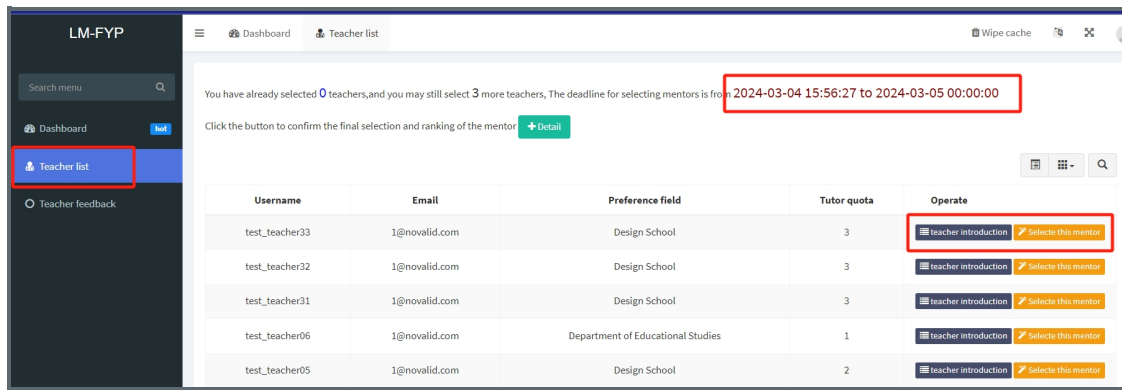 LM-FYP
Dashboard Teacher list Wipe cache
Search menu
You have already selected 0 teachers,and you may still select 3 more teachers, The deadline for selecting mentors is from 2024-03-04 15:56:27 to 2024-03-05 00:00:00
Dashboard hot
Click the button to confirm the final selection and ranking of the mentor +Detail
Teacher list
Teacher feedback
Username Email Preference field Tutor quota Operate
test_teacher33 1@novalid.com Design School 3 teacher introduction Selecte this mentor
test_teacher32 1@novalid.com Design School 3 teacher introduction Selecte this mentor
test_teacher31 1@novalid.com Design School 3 teacher introduction Selecte this mentor
test_teacher06 1@novalid.com Department of Educational Studies 1 teacher introduction Selecte this mentor
test_teacher05 1@novalid.com Design School 2 teacher introduction Selecte this mentor